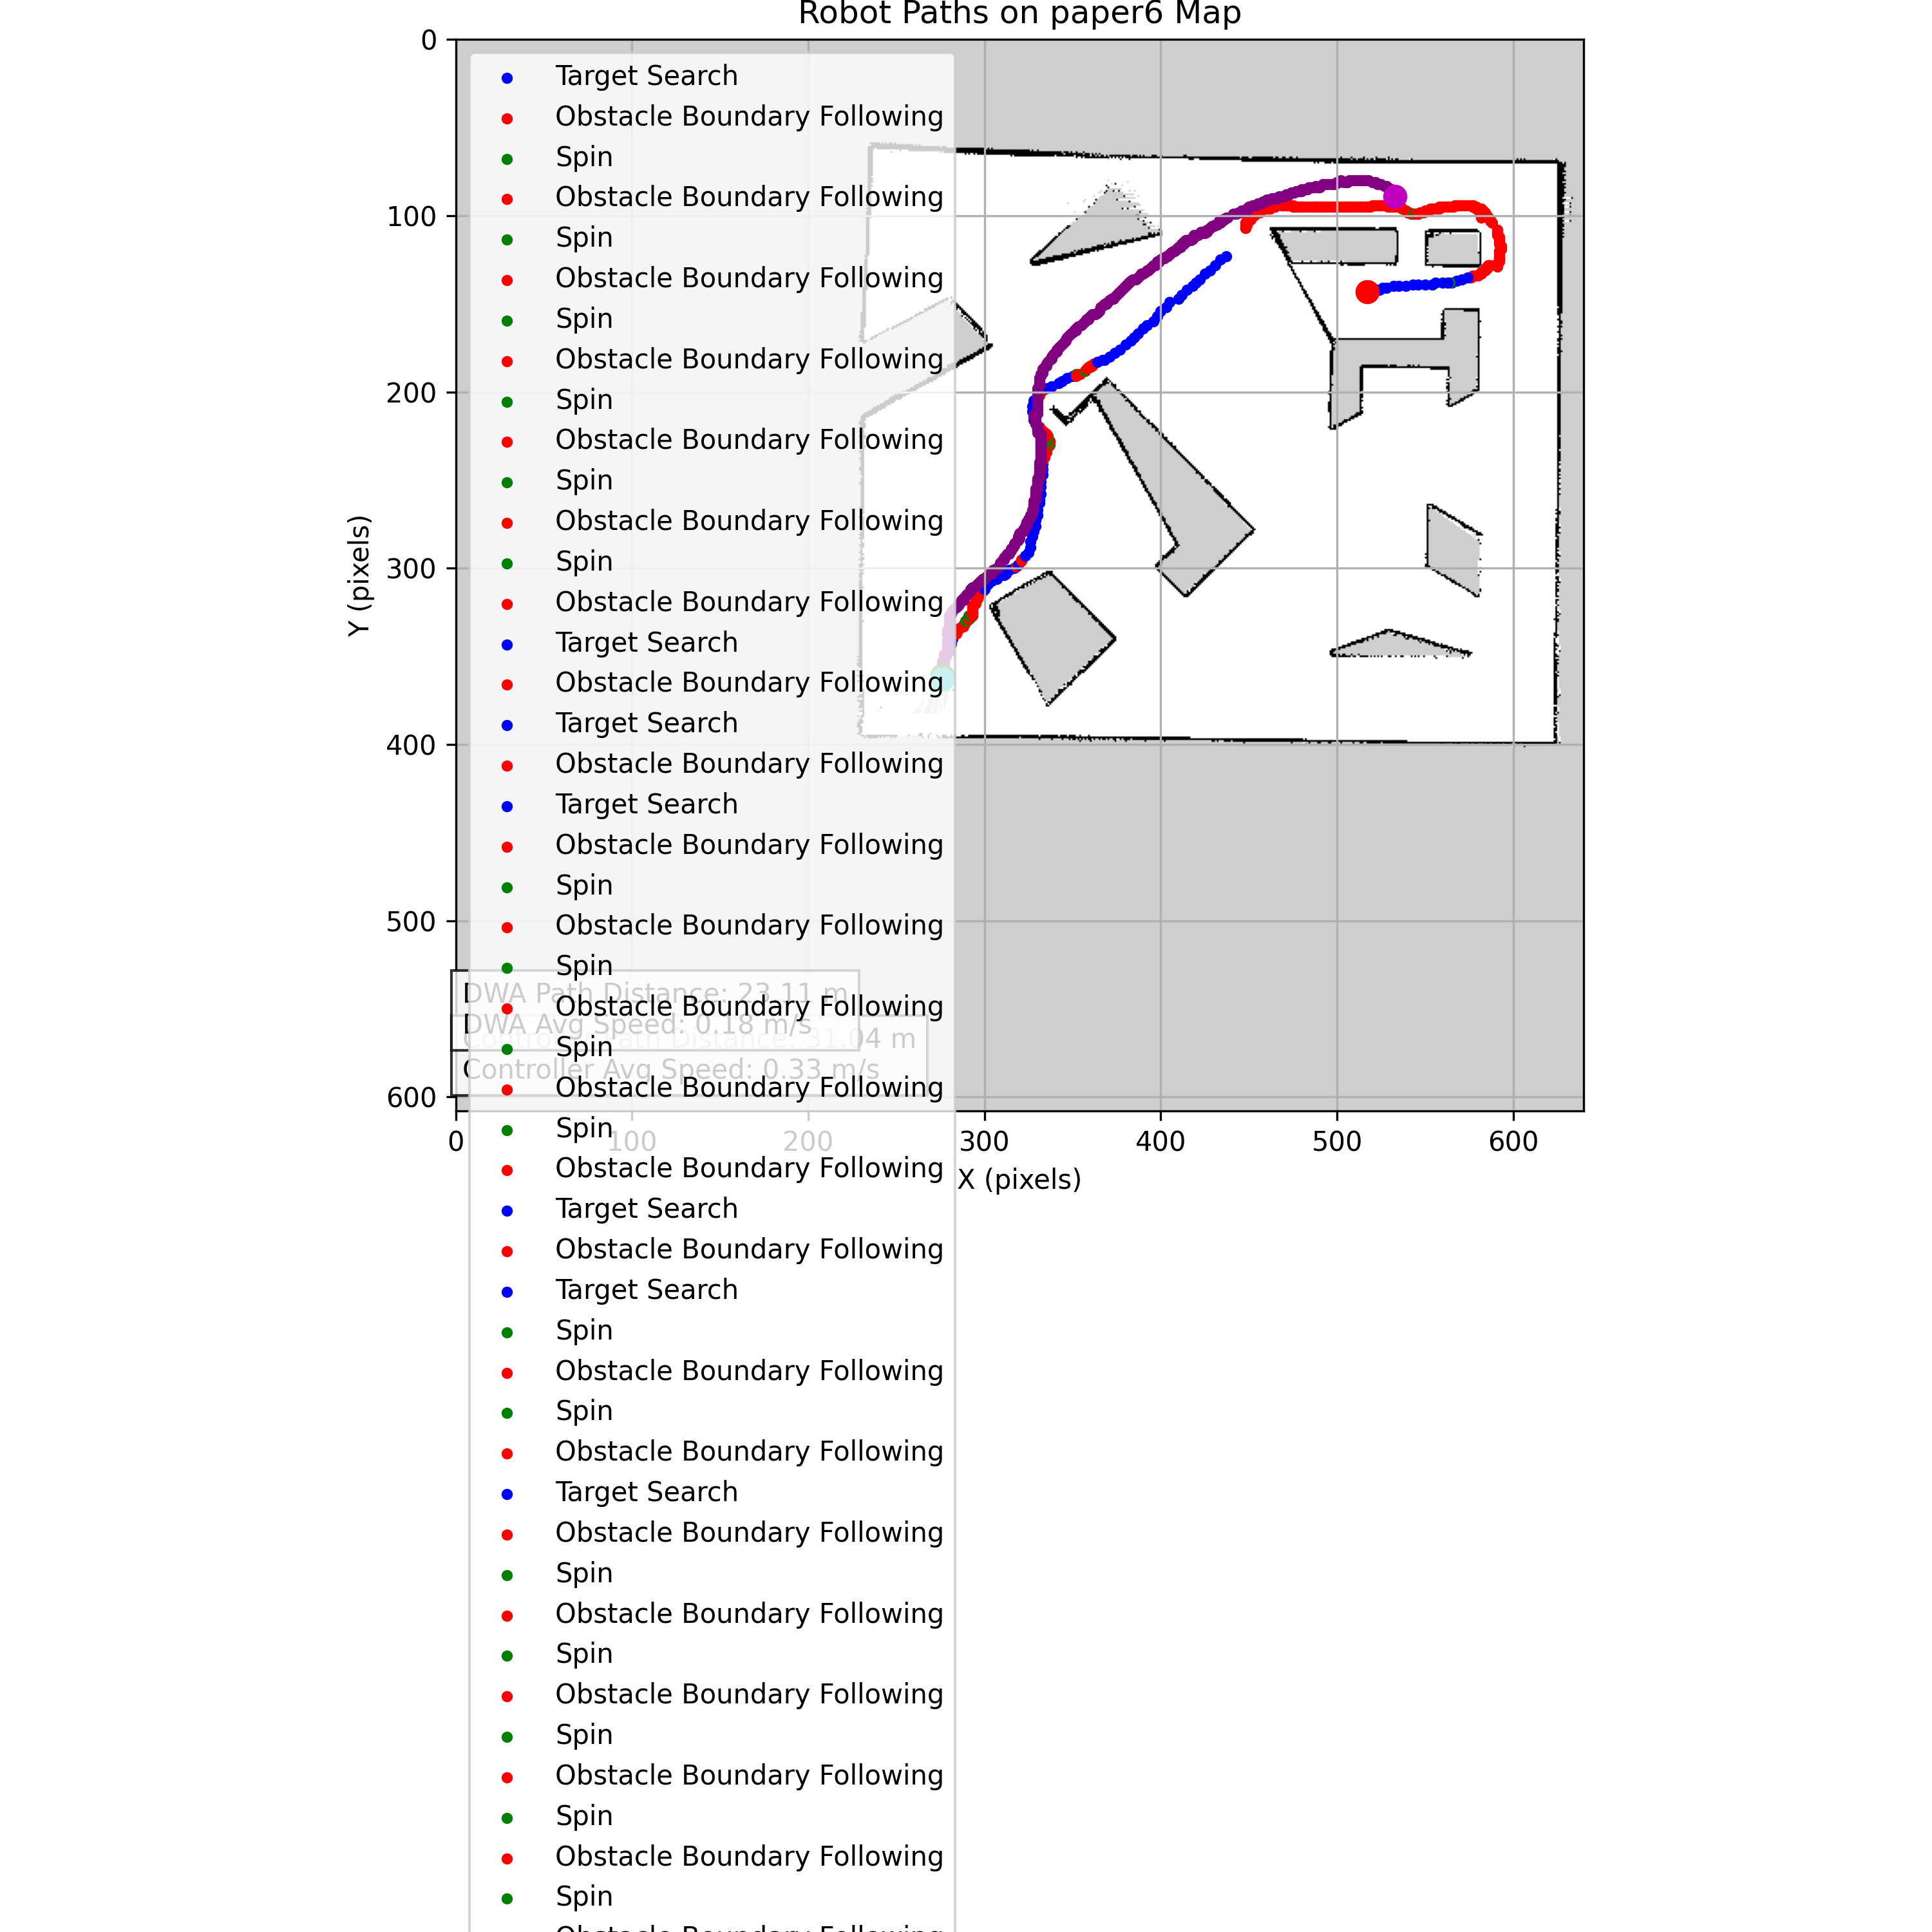 Robot Paths on paper6 Map
Target Search
Obstacle Boundary Following
Spin
Obstacle Boundary Following
Spin
Obstacle Boundary Following
Spin
Obstacle Boundary Following
Spin
Obstacle Boundary Following
Spin
Obstacle Boundary Following
Spin
Obstacle Boundary Following
Target Search
Obstacle Boundary Following
Target Search
Obstacle Boundary Following
Target Search
Obstacle Boundary Following
Spin
Obstacle Boundary Following
Spin
Obstacle Boundary Following
Spin
Obstacle Boundary Following
Spin
Obstacle Boundary Following
Target Search
Obstacle Boundary Following
Target Search
Spin
Obstacle Boundary Following
Spin
Obstacle Boundary Following
Target Search
Obstacle Boundary Following
Spin
Obstacle Boundary Following
Spin
Obstacle Boundary Following
Spin
Obstacle Boundary Following
Spin
Obstacle Boundary Following
Spin
Obstacle Boundary Following
DWA Path Distance: 23.11 m
DWA Avg Speed: 0.18 m/s
Controller Path Distance: 31.04 m
Controller Avg Speed: 0.33 m/s
Y (pixels)
0
100
200
300
400
500
600
0 100 200 300 400 500 600
X (pixels)